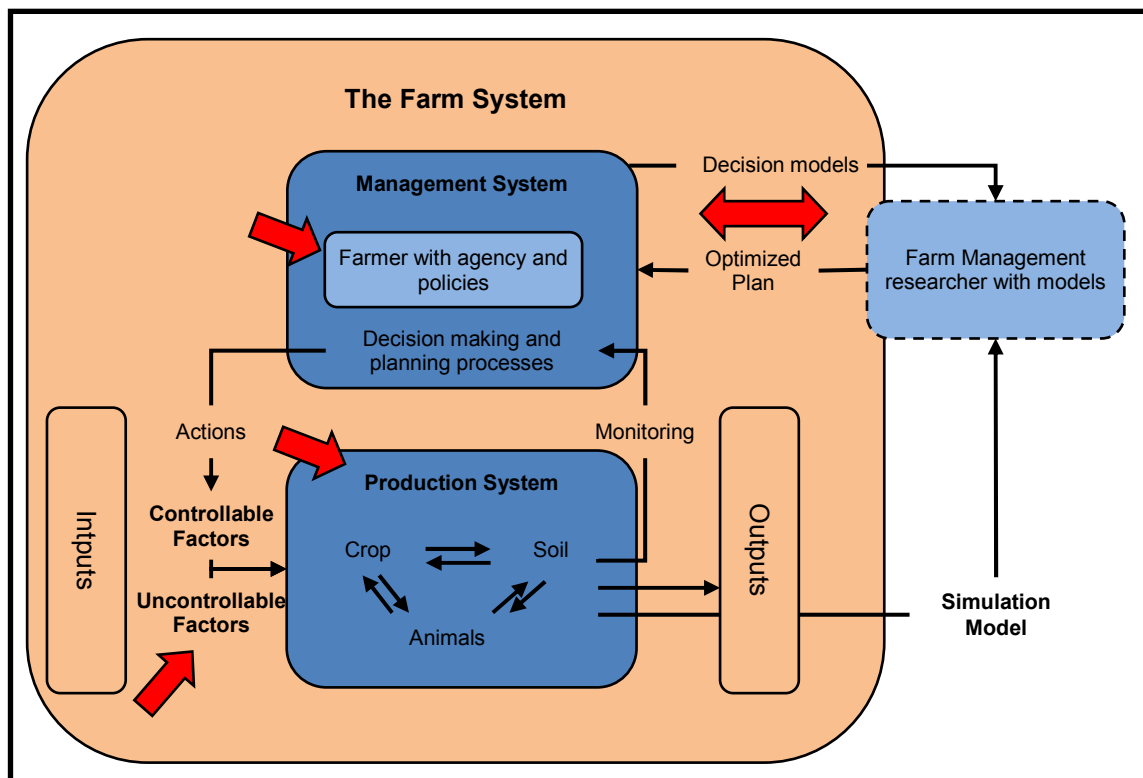 The Farm System
Management System
Farmer with agency and
policies
Decision making and
planning processes
Decision models
Optimized
Plan
Farm Management
researcher with models
Actions
Monitoring
Intputs
Controllable
Factors
Uncontrollable
Factors
Production System
Crop
Soil
Animals
Outputs
Simulation
Model